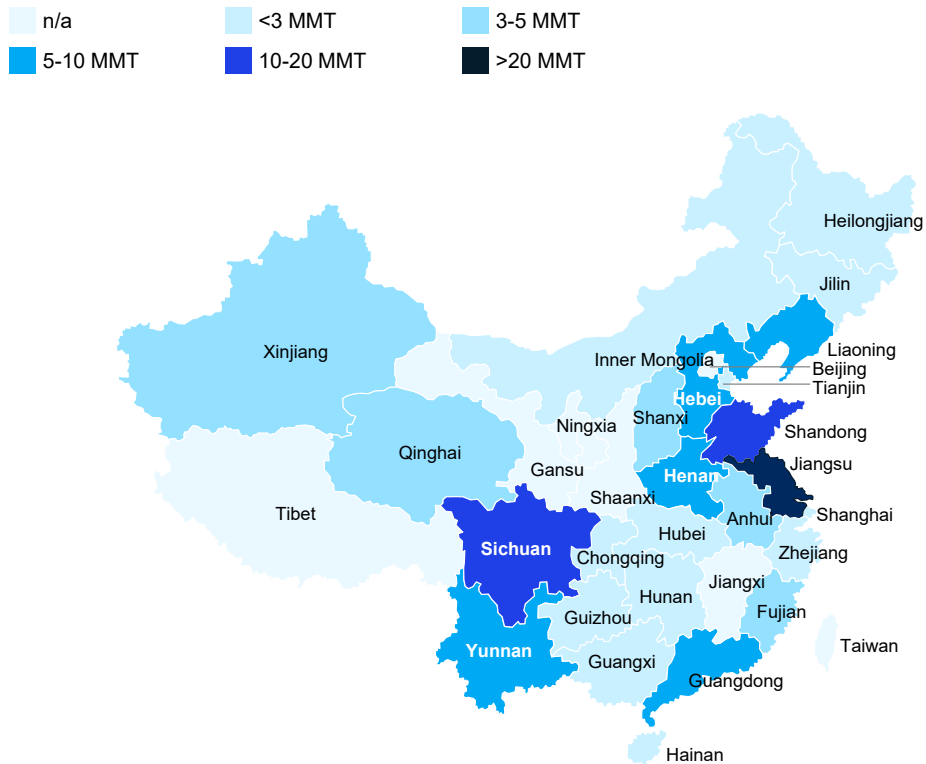 n/a
<3 MMT
3-5 MMT
5-10 MMT
10-20 MMT
>20 MMT
Heilongjiang
Jilin
Liaoning
Xinjiang
Inner Mongolia
Beijing
Tianjin
Hebei
Shanxi
Ningxia
Shandong
Qinghai
Gansu
Henan
Jiangsu
Shaanxi
Tibet
Anhui
Shanghai
Sichuan
Hubei
Zhejiang
Chongqing
Jiangxi
Hunan
Guizhou
Fujian
Yunnan
Taiwan
Guangxi
Guangdong
Hainan